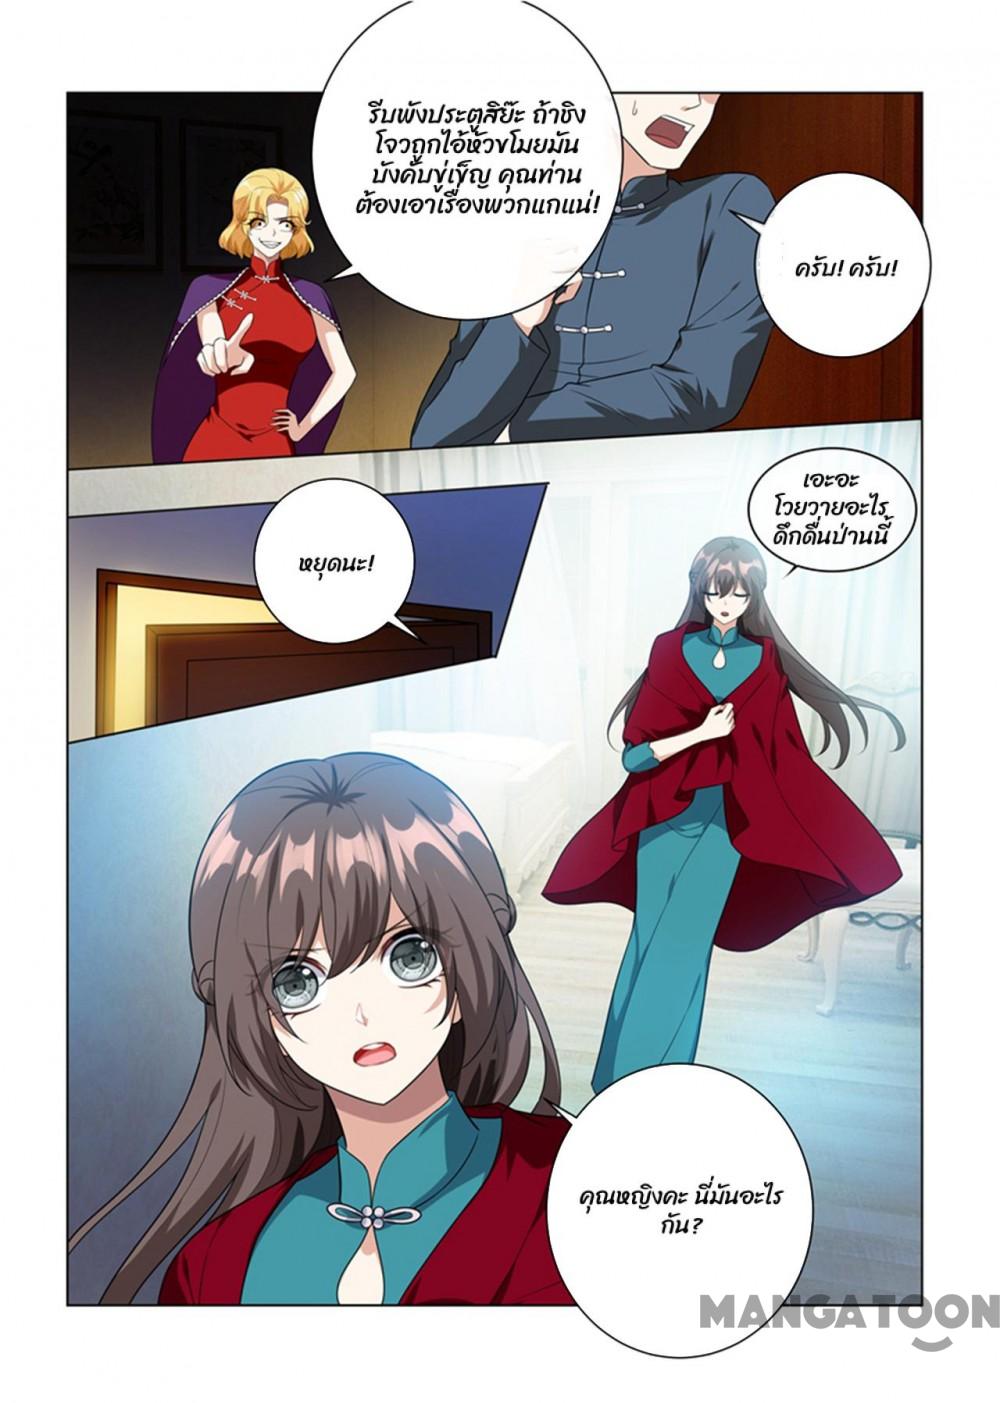 รีบพังประตูสิย๊ะ ถ้าชิง
โจวถูกไอ้หัวขโมยมัน
บังคับขู่เข็ญ คุณท่าน
ต้องเอาเรื่องพวกแกแน่!
ครับ! ครับ!
เอะอะ
โวยวายอะไร
ดึกดื่นป่านนี้
หยุดนะ!
คุณหญิงคะ นี่มันอะไร
กัน?
MANGATOON